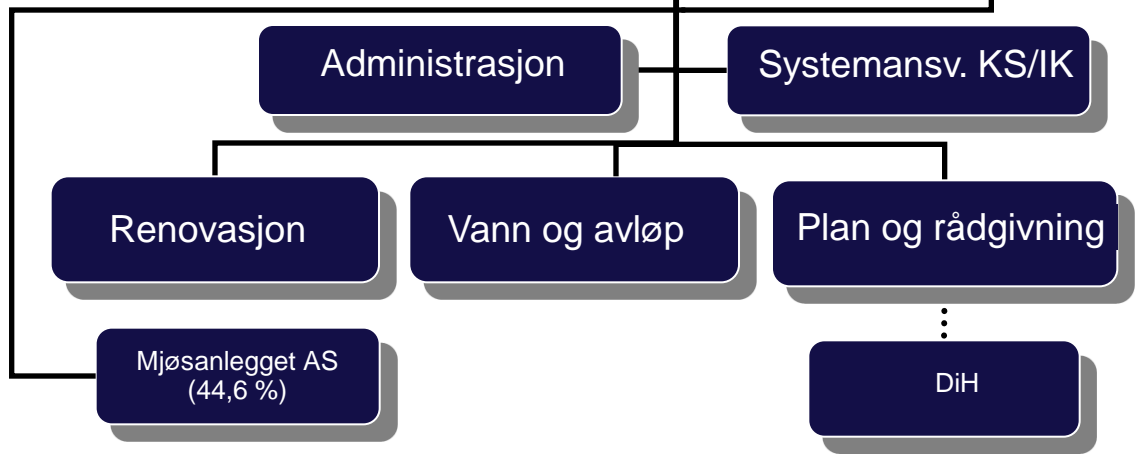 Administrasjon
Systemansv. KS/IK
Renovasjon
Vann og avløp
Plan og rådgivning
Mjøsanlegget AS
(44,6 %)
DiH